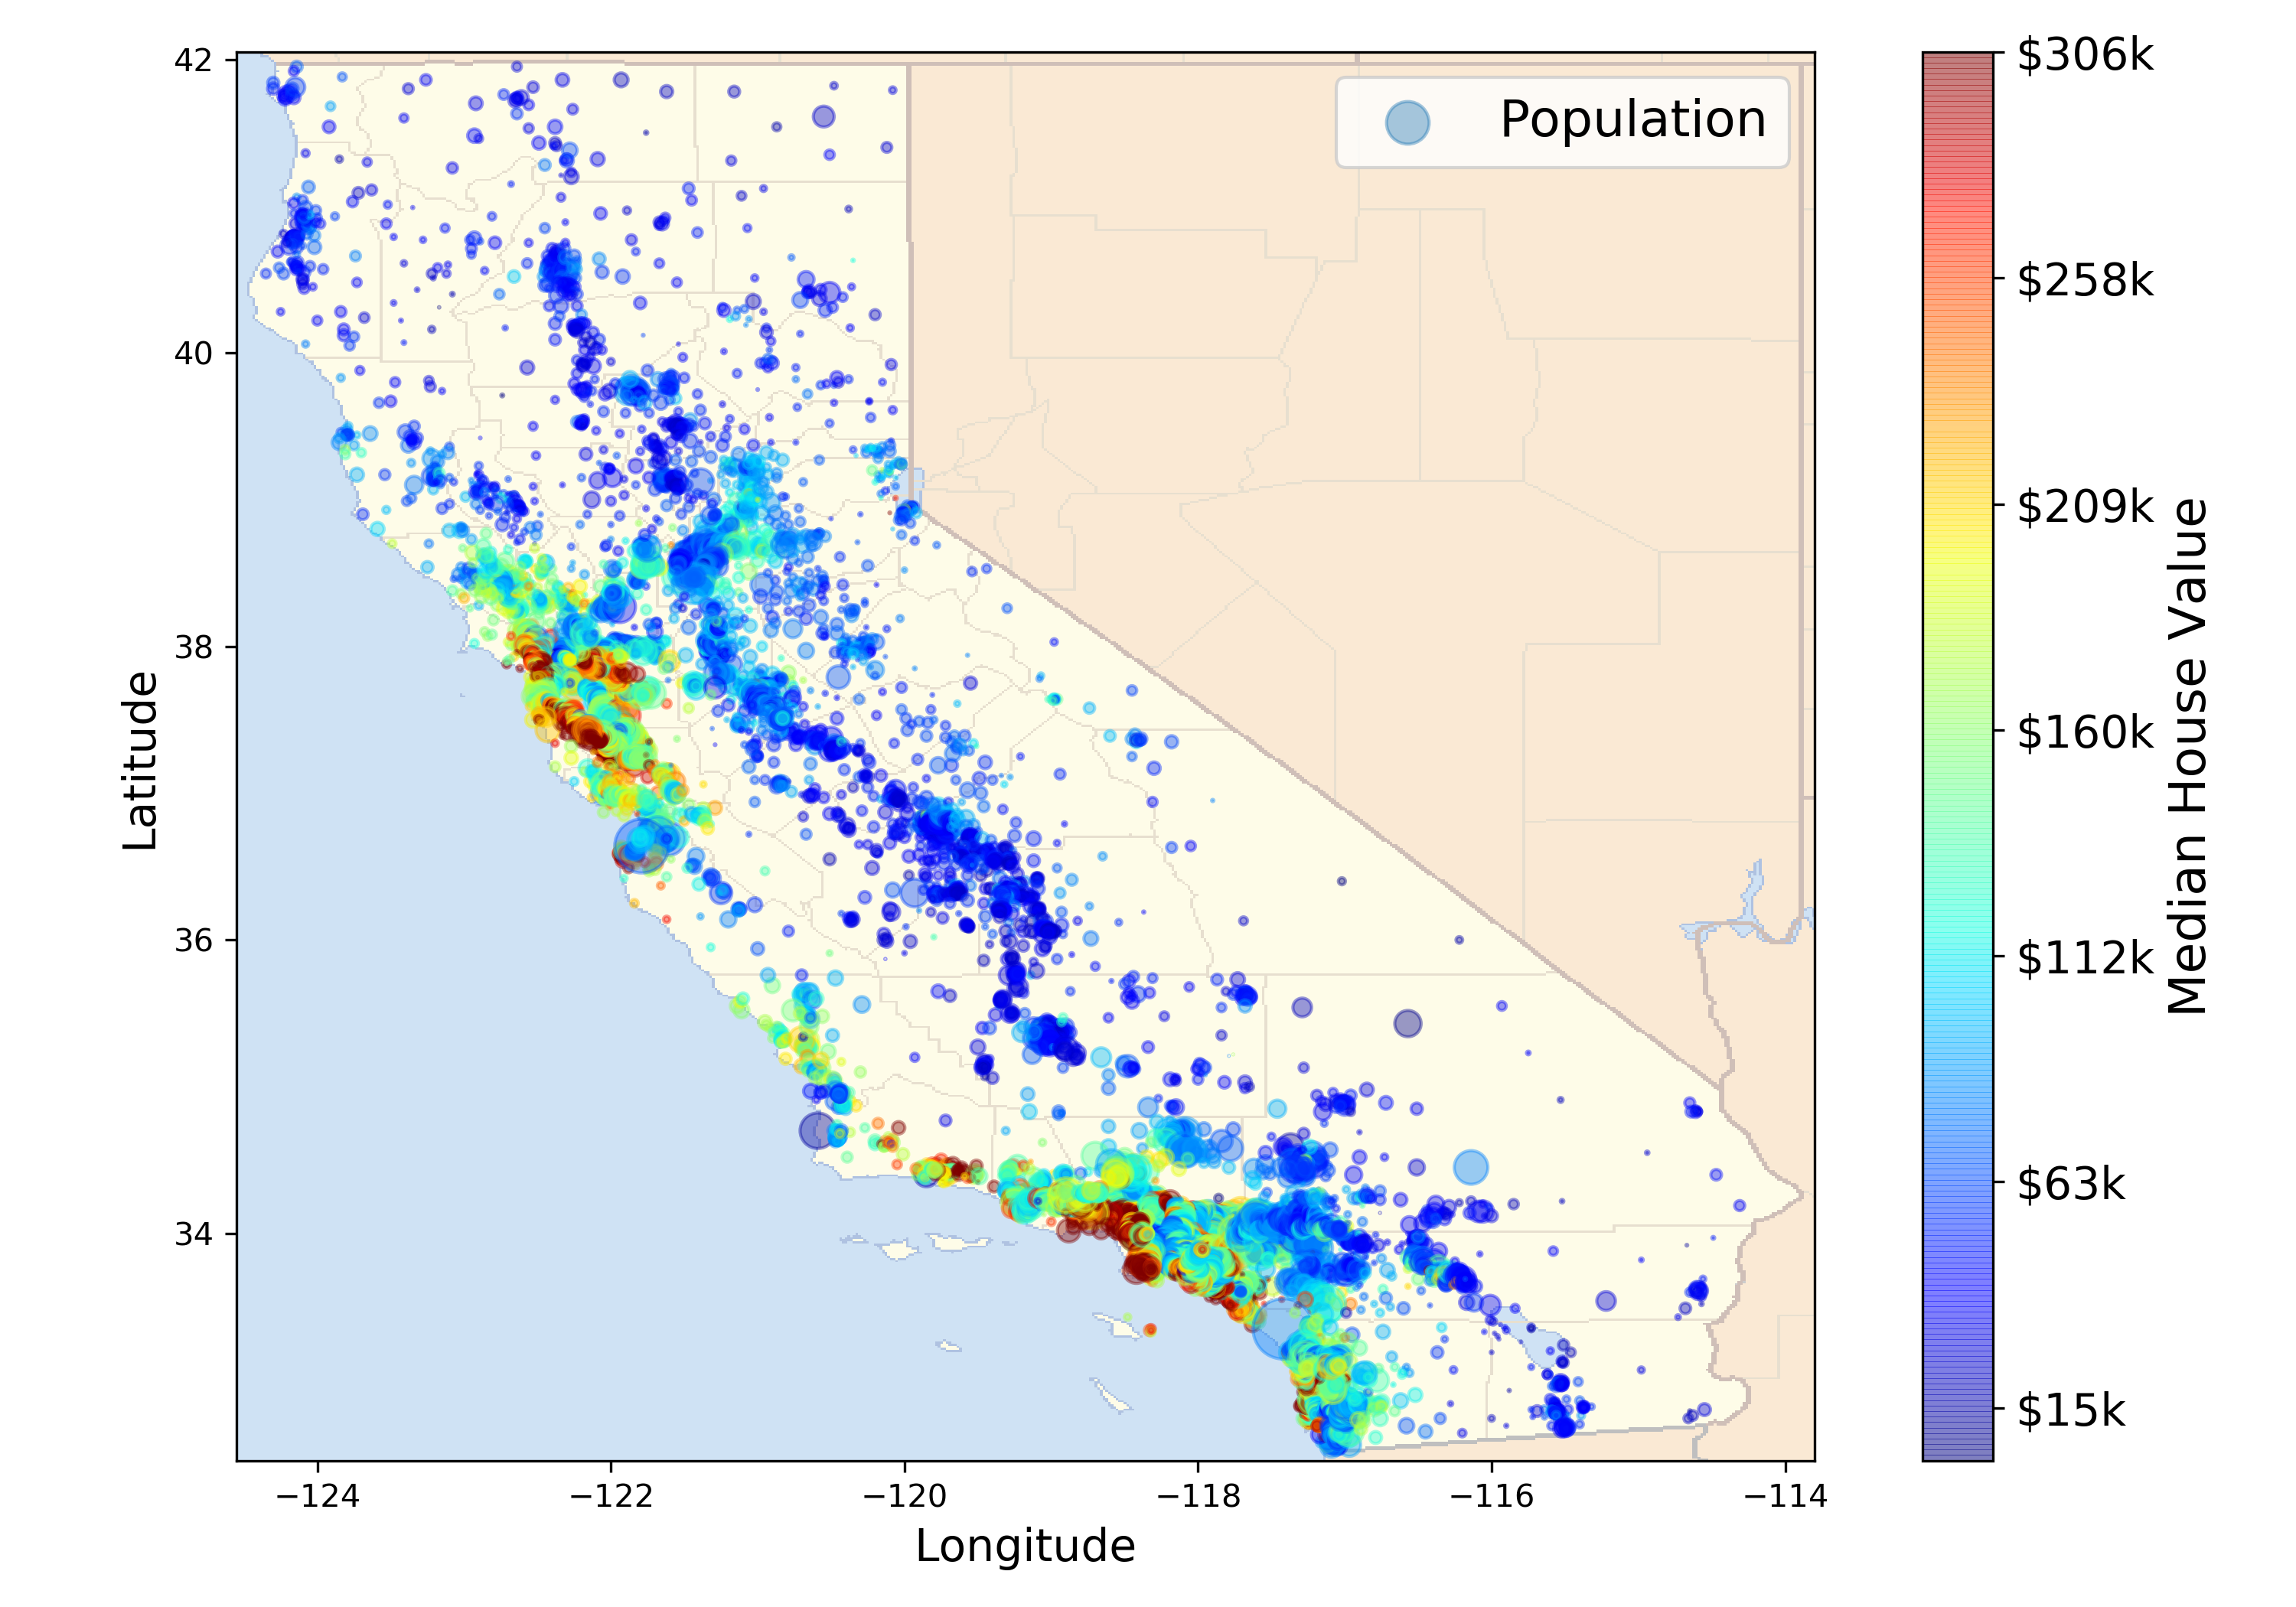 42
40
38
36
34
Latitude
−124
−122
−120
−118
−116
−114
Longitude
Population
$306k
$258k
$209k
$160k
$112k
$63k
$15k
Median House Value